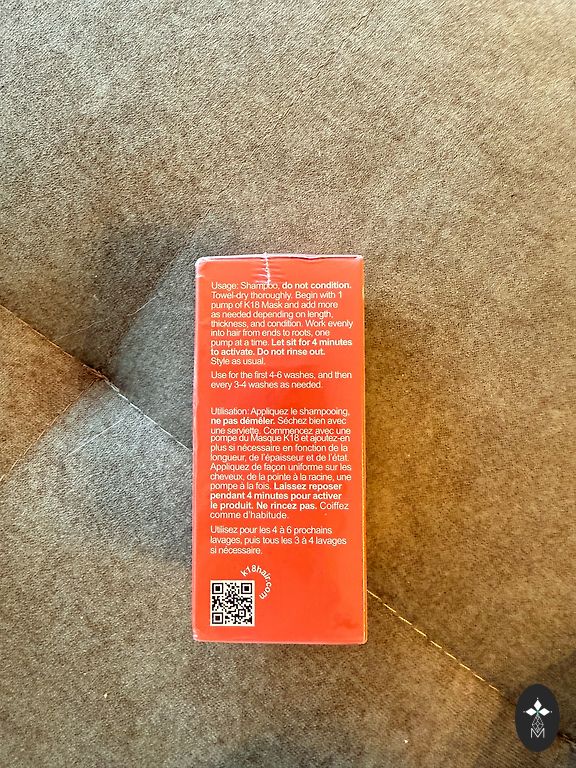 Usage: Shampoo, do not condition.
Towel-dry thoroughly. Begin with 1
pump of K18 Mask and add more
as needed depending on length,
thickness, and condition. Work evenly
into hair from ends to roots, one
pump at a time. Let sit for 4 minutes
to activate. Do not rinse out.
Style as usual.
Use for the first 4-6 washes, and then
every 3-4 washes as needed.
Utilisation: Appliquez le shampooing,
ne pas démêler. Séchez bien avec
une serviette. Commencez avec une
pompe du Masque K18 et ajoutez-en
plus si nécessaire en fonction de la
longueur, de l'épaisseur et de l'état.
Appliquez de façon uniforme sur les
cheveux, de la pointe à la racine, une
pompe à la fois. Laissez reposer
pendant 4 minutes pour activer
le produit. Ne rincez pas. Coiffez
comme d'habitude.
Utilisez pour les 4 à 6 prochains
lavages, puis tous les 3 à 4 lavages
si nécessaire.
k18hair.com
M